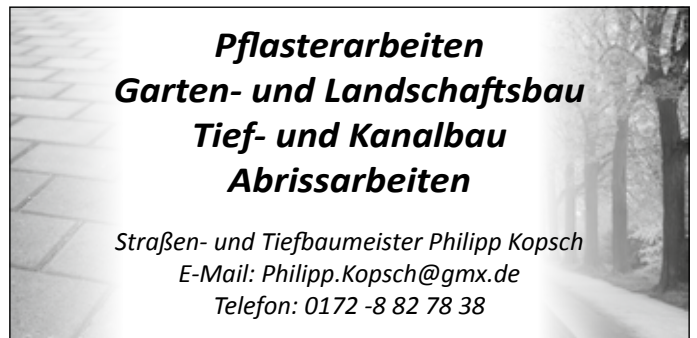 Pflasterarbeiten
Garten- und Landschaftsbau
Tief- und Kanalbau
Abrissarbeiten
Straßen- und Tiefbaumeister Philipp Kopsch
E-Mail: Philipp.Kopsch@gmx.de
Telefon: 0172 -8 82 78 38